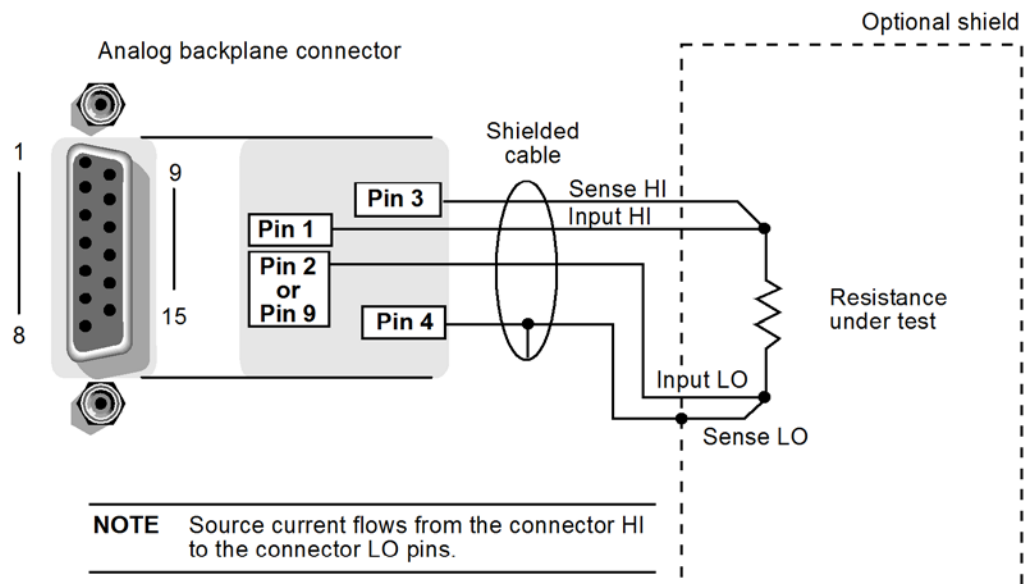 Optional shield
Analog backplane connector
Shielded
cable
1
9
Sense HI
Pin 3
Input HI
Pin 1
Pin 2
or
Pin 9
Resistance
under test
15
Pin 4
8
Input LO
Sense LO
NOTE Source current flows from the connector HI
to the connector LO pins.